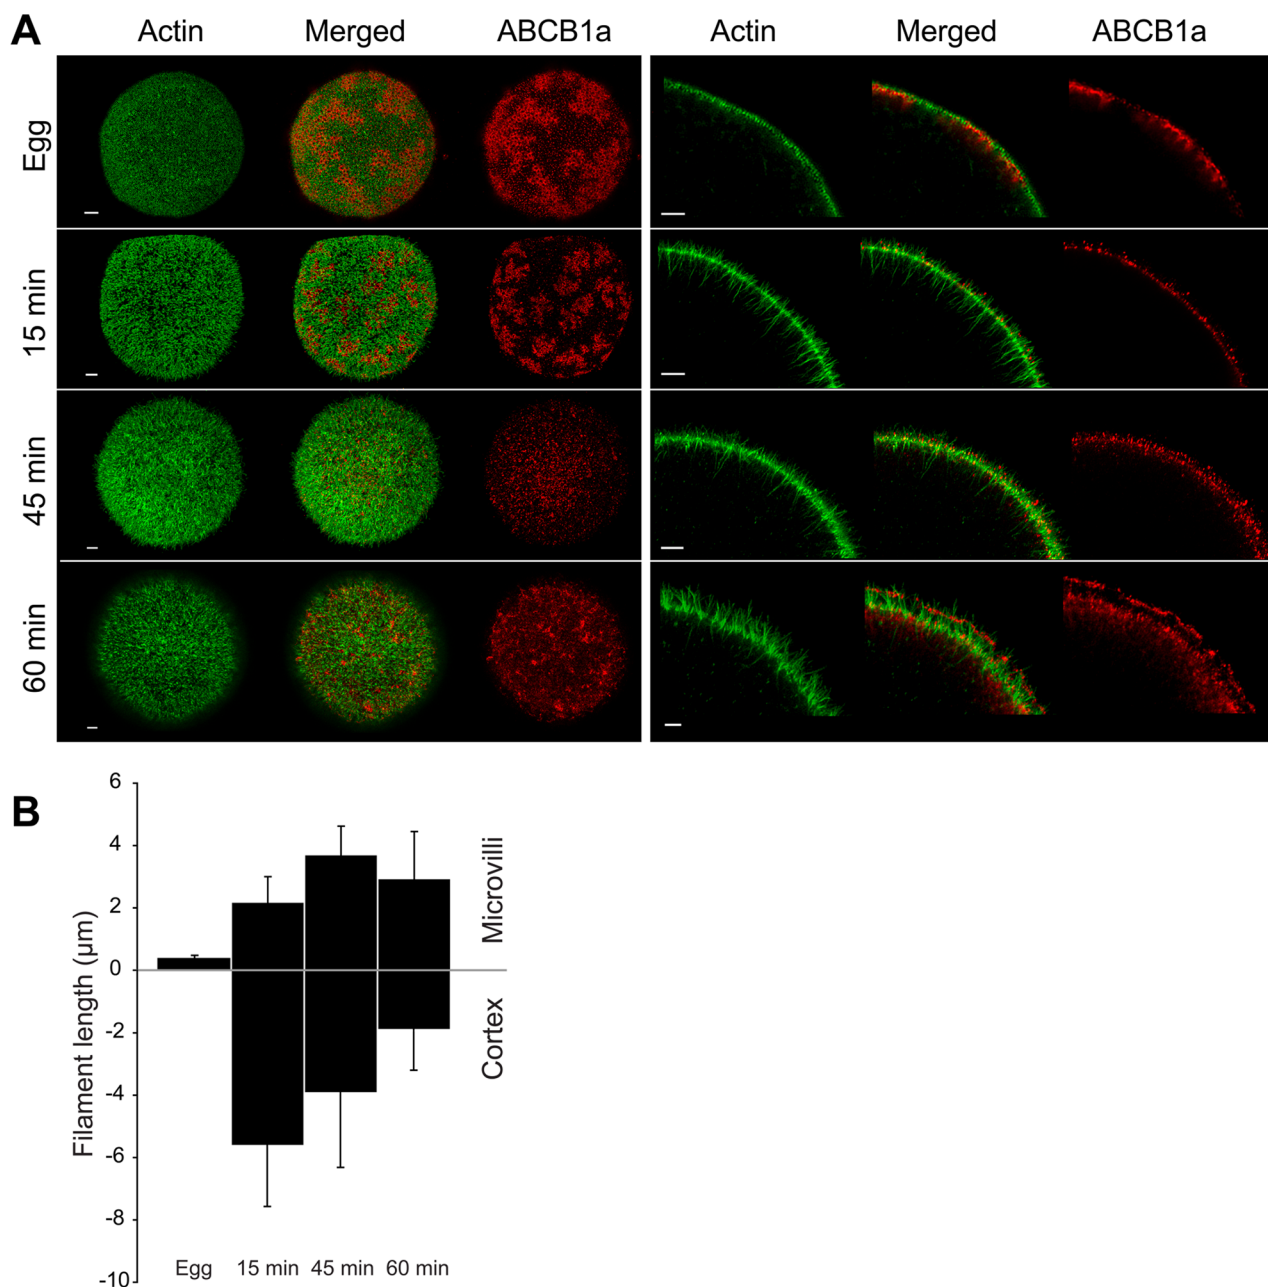 A
Actin Merged ABCB1a Actin Merged ABCB1a
Egg
15 min
45 min
60 min
B
Filament length (µm)
6
4
2
0
-2
-4
-6
-8
-10
Microvilli
Cortex
Egg 15 min 45 min 60 min